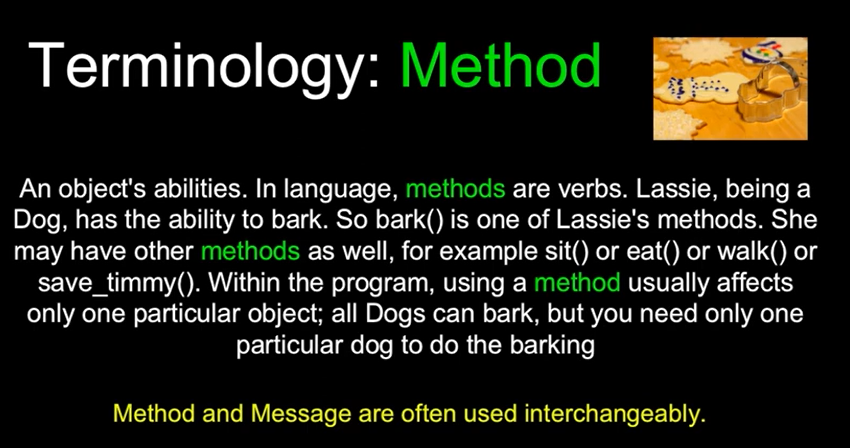 Terminology: Method
An object's abilities. In language, methods are verbs. Lassie, being a
Dog, has the ability to bark. So bark() is one of Lassie's methods. She
may have other methods as well, for example sit() or eat() or walk() or
save_timmy(). Within the program, using a method usually affects
only one particular object; all Dogs can bark, but you need only one
particular dog to do the barking
Method and Message are often used interchangeably.